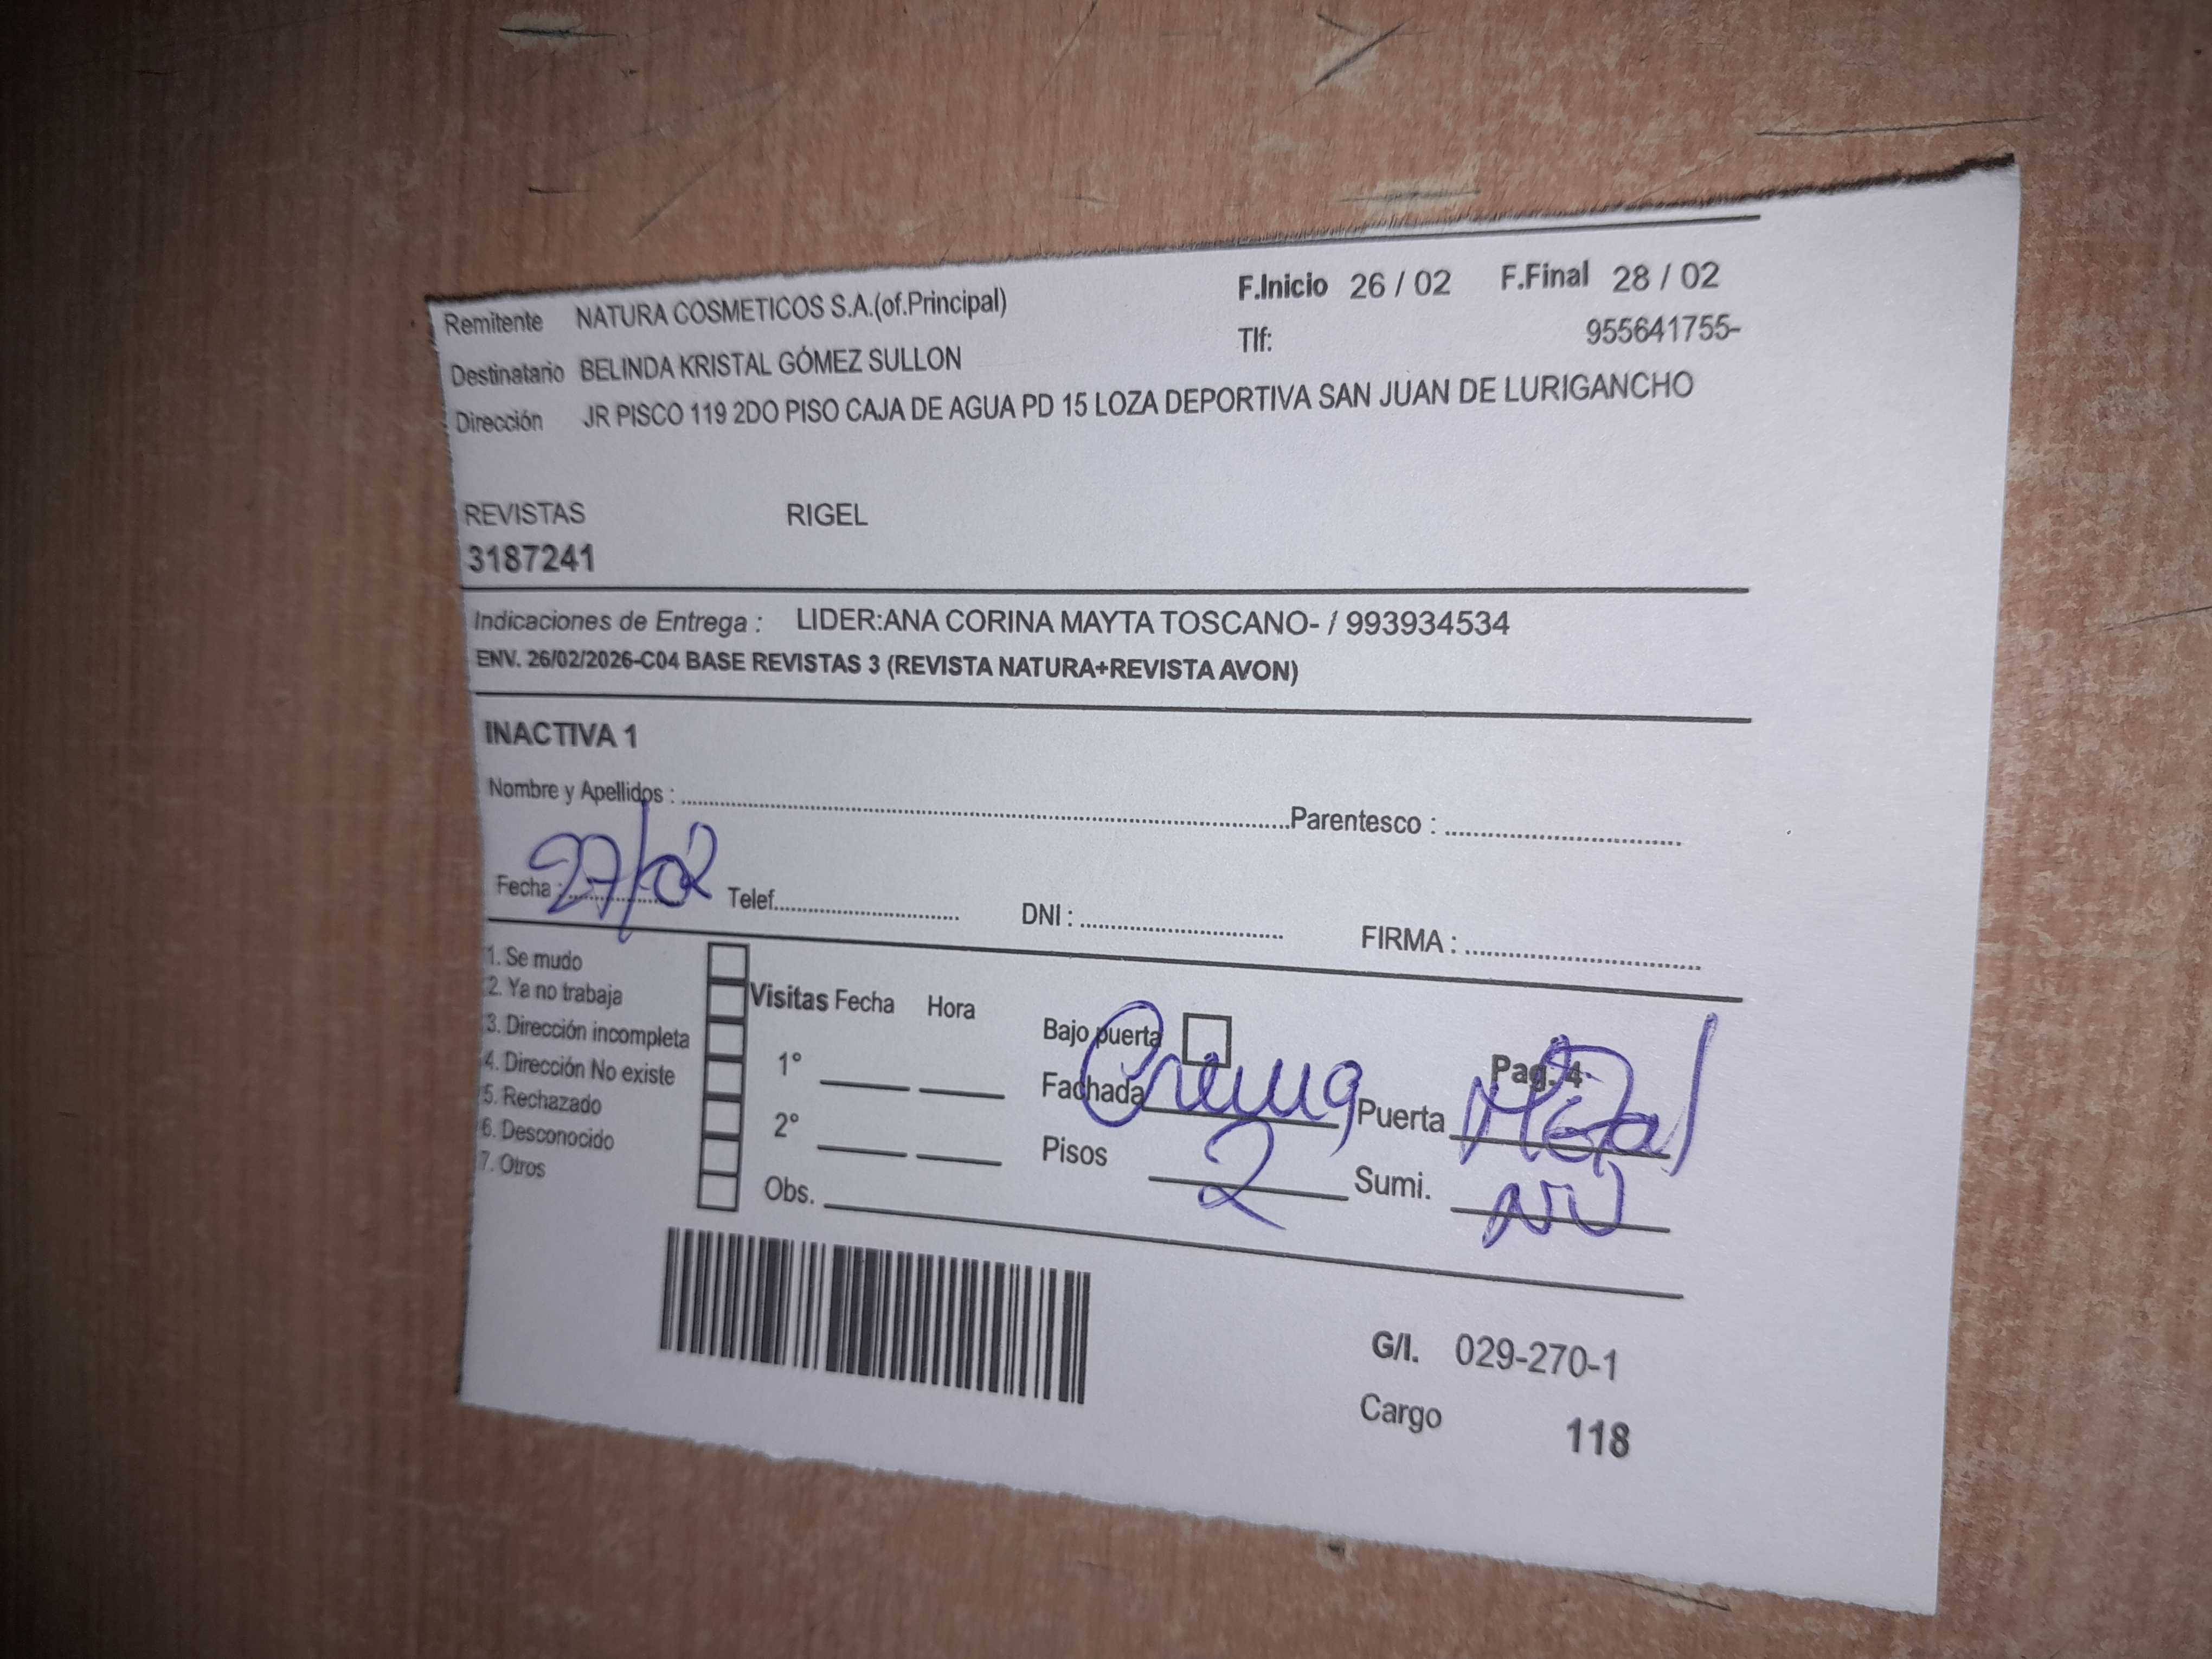 Remitente NATURA COSMETICOS S.A.(of.Principal) F.Inicio 26 / 02 F.Final 28 / 02
Destinatario BELINDA KRISTAL GÓMEZ SULLON Tlf: 955641755-
Dirección JR PISCO 119 2DO PISO CAJA DE AGUA PD 15 LOZA DEPORTIVA SAN JUAN DE LURIGANCHO
REVISTAS RIGEL
3187241
Indicaciones de Entrega : LIDER:ANA CORINA MAYTA TOSCANO- / 993934534
ENV. 26/02/2026-C04 BASE REVISTAS 3 (REVISTA NATURA+REVISTA AVON)
INACTIVA 1
Nombre y Apellidos : Parentesco :
Fecha : 27/02 Telef. DNI : FIRMA :
1. Se mudo
2. Ya no trabaja
3. Dirección incompleta
4. Dirección No existe
5. Rechazado
6. Desconocido
7. Otros
Visitas Fecha Hora
1°
2°
Obs.
Bajo puerta Pag. 4
Fachada Crema Puerta Metal
Pisos 2 Sumi.
G/I. 029-270-1
Cargo 118